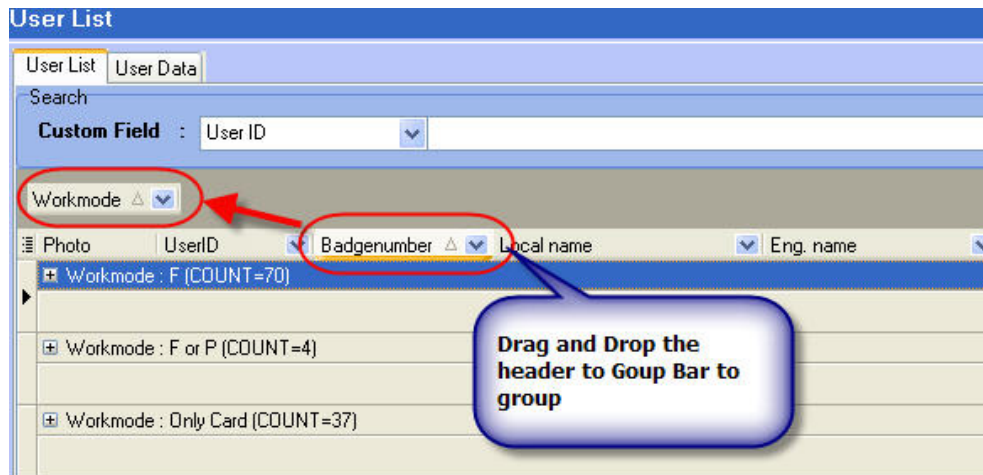 User List
User List User Data
Search
Custom Field : User ID
Workmode
Photo UserID Badgenumber Local name Eng. name
Workmode : F (COUNT=70)
Workmode : F or P (COUNT=4)
Workmode : Only Card (COUNT=37)
Drag and Drop the
header to Goup Bar to
group